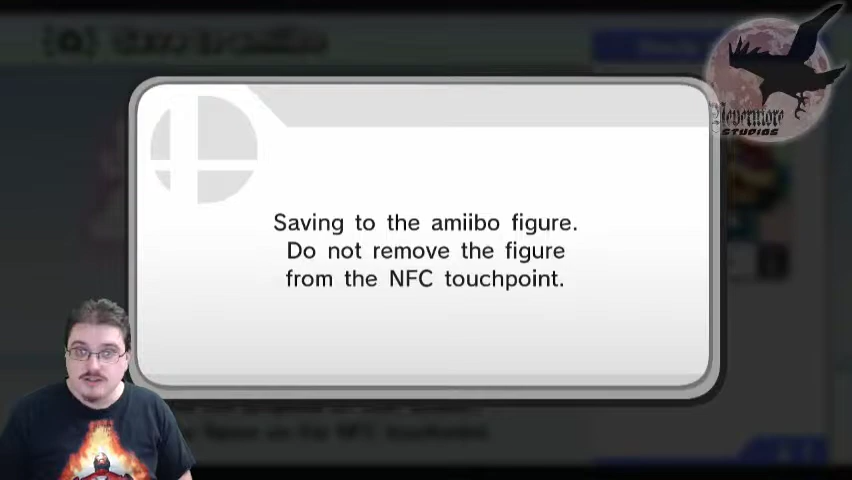 Saving to the amiibo figure.
Do not remove the figure
from the NFC touchpoint.
Nevermore
STUDIOS